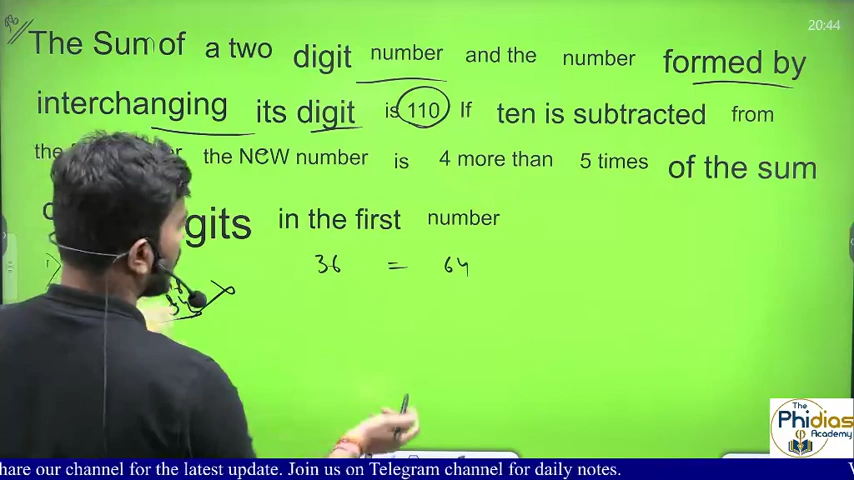 20:44
The Sum of a two digit number and the number formed by
interchanging its digit is 110 If ten is subtracted from
the the NEW number is 4 more than 5 times of the sum
gits in the first number
36 = 64
The
Phidias
Academy
hare our channel for the latest update. Join us on Telegram channel for daily notes.